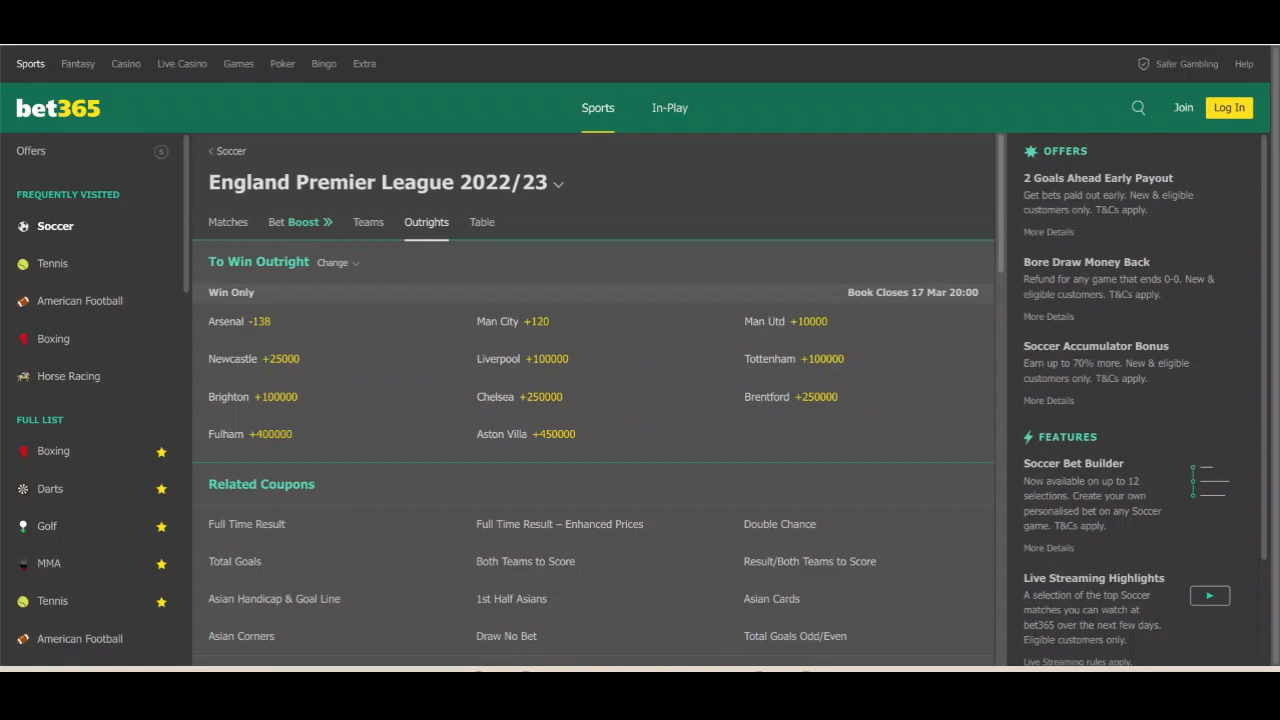 Sports Fantasy Casino Live Casino Games Poker Bingo Extra Safer Gambling Help
bet365 Sports In-Play Join Log In
Offers
FREQUENTLY VISITED
Soccer
Tennis
American Football
Boxing
Horse Racing
FULL LIST
Boxing
Darts
Golf
MMA
Tennis
American Football
Soccer
England Premier League 2022/23
Matches Bet Boost Teams Outrights Table
To Win Outright Change
Win Only Book Closes 17 Mar 20:00
Arsenal -138 Man City +120 Man Utd +10000
Newcastle +25000 Liverpool +100000 Tottenham +100000
Brighton +100000 Chelsea +250000 Brentford +250000
Fulham +400000 Aston Villa +450000
Related Coupons
Full Time Result Full Time Result – Enhanced Prices Double Chance
Total Goals Both Teams to Score Result/Both Teams to Score
Asian Handicap & Goal Line 1st Half Asians Asian Cards
Asian Corners Draw No Bet Total Goals Odd/Even
OFFERS
2 Goals Ahead Early Payout
Get bets paid out early. New & eligible
customers only. T&Cs apply.
More Details
Bore Draw Money Back
Refund for any game that ends 0-0. New &
eligible customers. T&Cs apply.
More Details
Soccer Accumulator Bonus
Earn up to 70% more. New & eligible
customers only. T&Cs apply.
More Details
FEATURES
Soccer Bet Builder
Now available on up to 12
selections. Create your own
personalised bet on any Soccer
game. T&Cs apply.
More Details
Live Streaming Highlights
A selection of the top Soccer
matches you can watch at
bet365 over the next few days.
Eligible customers only.
Live Streaming rules apply.